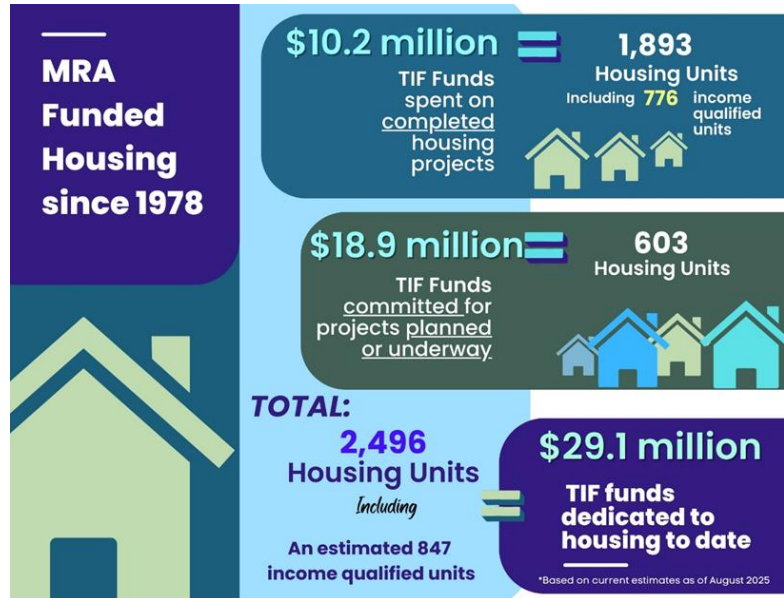 MRA
Funded
Housing
since 1978
$10.2 million
TIF Funds
spent on
completed
housing
projects
=
1,893
Housing Units
Including 776 income
qualified
units
$18.9 million
TIF Funds
committed for
projects planned
or underway
=
603
Housing Units
TOTAL:
2,496
Housing Units
Including
An estimated 847
income qualified units
=
$29.1 million
TIF funds
dedicated to
housing to date
*Based on current estimates as of August 2025